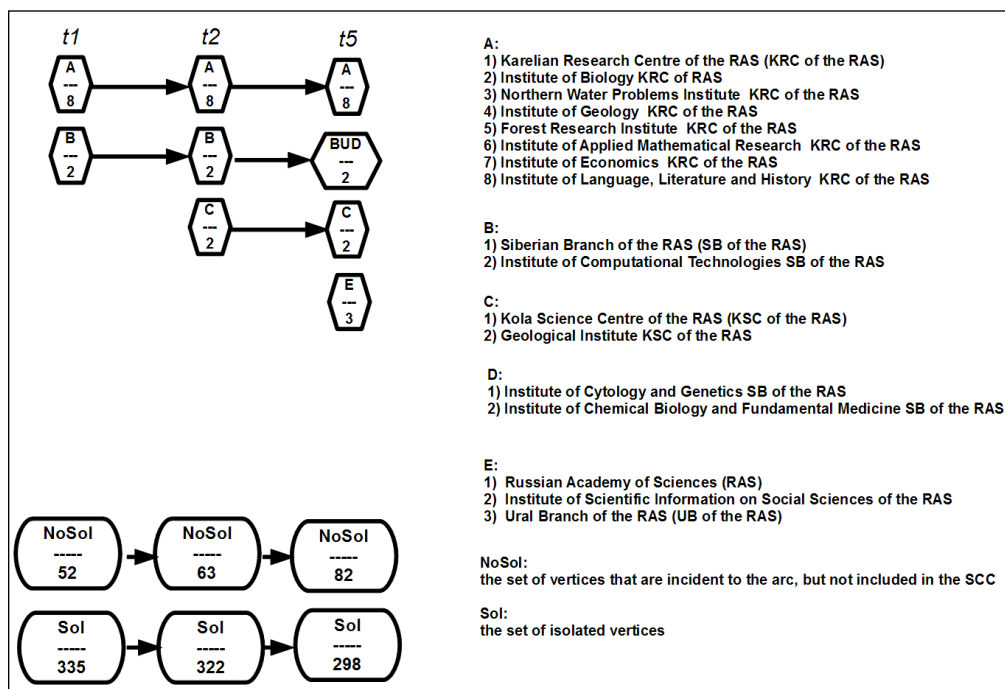 t1 t2 t5
A A A
--- --- ---
8 8 8
B B BUD
--- --- ---
2 2 2
C C
--- ---
2 2
E
---
3
NoSol NoSol NoSol
----- ----- -----
52 63 82
Sol Sol Sol
----- ----- -----
335 322 298
A:
1) Karelian Research Centre of the RAS (KRC of the RAS)
2) Institute of Biology KRC of RAS
3) Northern Water Problems Institute KRC of the RAS
4) Institute of Geology KRC of the RAS
5) Forest Research Institute KRC of the RAS
6) Institute of Applied Mathematical Research KRC of the RAS
7) Institute of Economics KRC of the RAS
8) Institute of Language, Literature and History KRC of the RAS
B:
1) Siberian Branch of the RAS (SB of the RAS)
2) Institute of Computational Technologies SB of the RAS
C:
1) Kola Science Centre of the RAS (KSC of the RAS)
2) Geological Institute KSC of the RAS
D:
1) Institute of Cytology and Genetics SB of the RAS
2) Institute of Chemical Biology and Fundamental Medicine SB of the RAS
E:
1) Russian Academy of Sciences (RAS)
2) Institute of Scientific Information on Social Sciences of the RAS
3) Ural Branch of the RAS (UB of the RAS)
NoSol:
the set of vertices that are incident to the arc, but not included in the SCC
Sol:
the set of isolated vertices